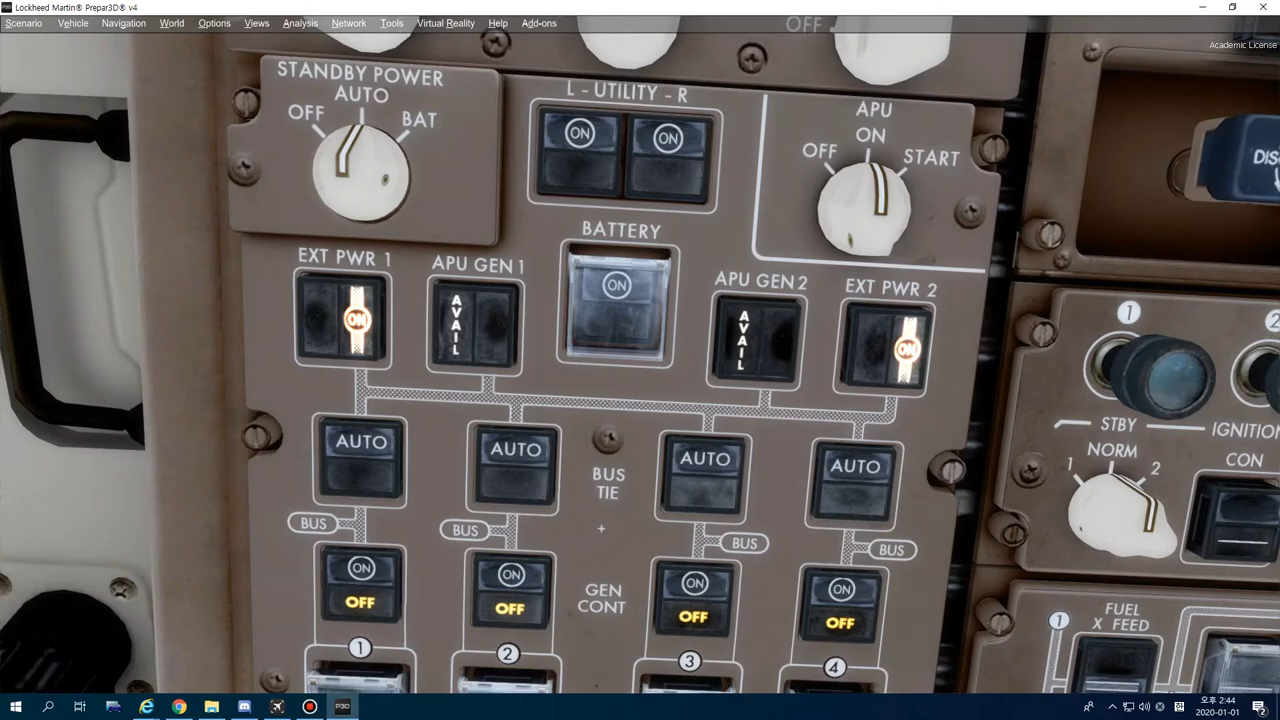 Lockheed Martin® Prepar3D® v4
Scenario Vehicle Navigation World Options Views Analysis Network Tools Virtual Reality Help Add-ons
Academic License
OFF
STANDBY POWER
AUTO
OFF
BAT
L - UTILITY - R
ON
ON
APU
ON
OFF
START
BATTERY
ON
EXT PWR 1
ON
APU GEN 1
AVAIL
APU GEN 2
AVAIL
EXT PWR 2
ON
AUTO
AUTO
AUTO
AUTO
BUS
TIE
+
BUS
BUS
BUS
BUS
GEN
CONT
ON
OFF
ON
OFF
ON
OFF
ON
OFF
1
2
3
4
1
2
STBY
IGNITION
NORM
1
2
CON
1
FUEL
X FEED
P3D
오후 2:44
2020-01-01
2